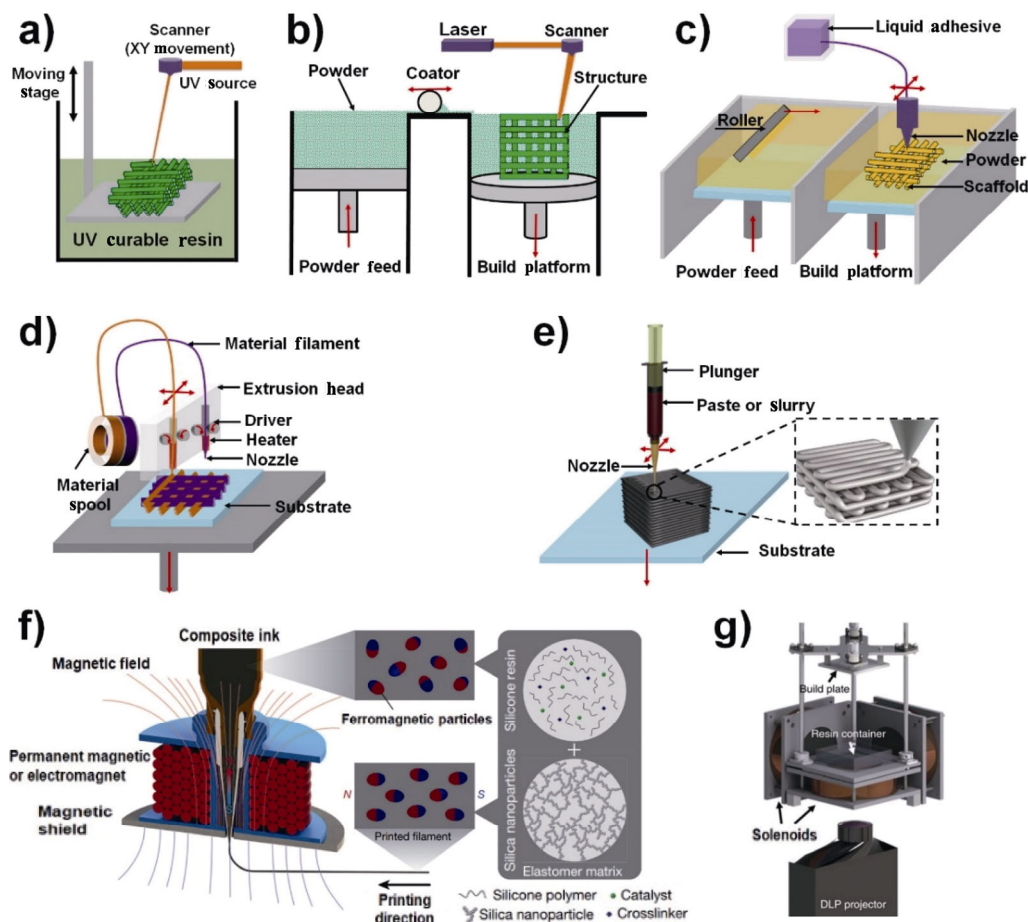 a)
Scanner
(XY movement)
Moving
stage
UV source
UV curable resin
b)
Laser
Scanner
Powder
Coator
Structure
Powder feed
Build platform
c)
Liquid adhesive
Roller
Nozzle
Powder
Scaffold
Powder feed
Build platform
d)
Material filament
Extrusion head
Driver
Heater
Nozzle
Material
spool
Substrate
e)
Plunger
Paste or slurry
Nozzle
Substrate
f)
Composite ink
Magnetic field
Ferromagnetic particles
Permanent magnetic
or electromagnet
Magnetic
shield
N
S
Printed filament
Printing
direction
Silicone resin
+
Silica nanoparticles
Elastomer matrix
Silicone polymer
Catalyst
Silica nanoparticle
Crosslinker
g)
Build plate
Resin container
Solenoids
DLP projector